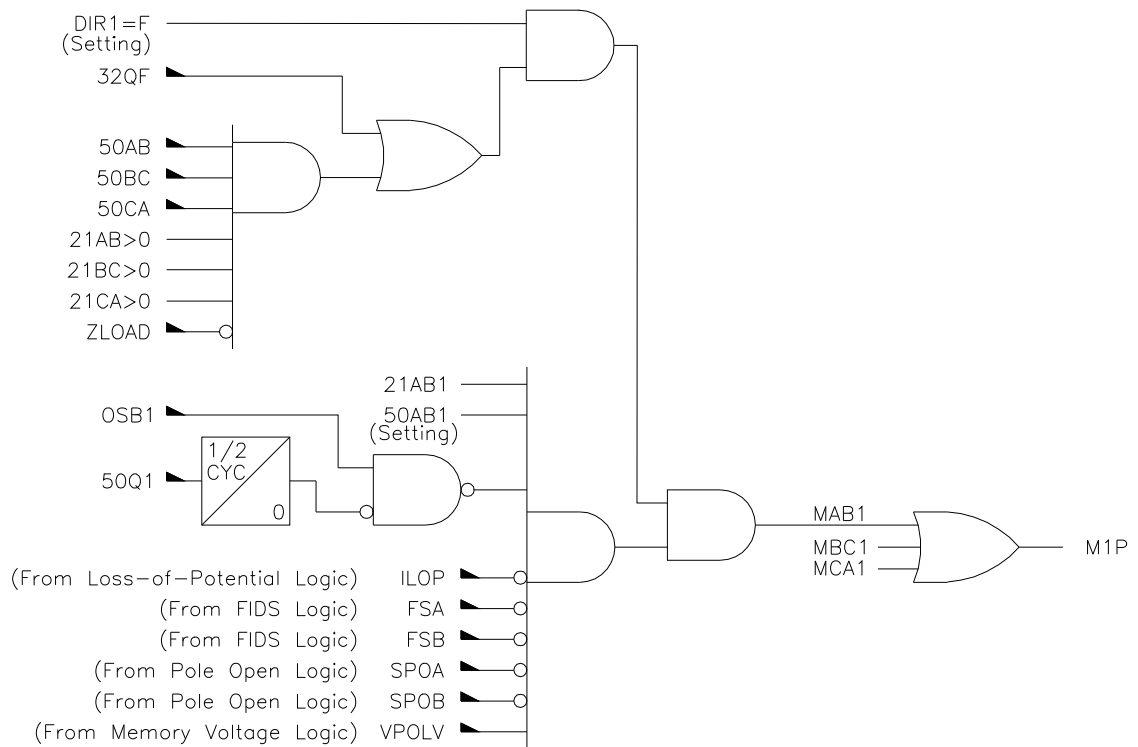 DIR1=F
(Setting)
32QF
50AB
50BC
50CA
21AB>0
21BC>0
21CA>0
ZLOAD
21AB1
OSB1
50AB1
(Setting)
1/2
CYC
50Q1
0
MAB1
MBC1
M1P
MCA1
(From Loss-of-Potential Logic) ILOP
(From FIDS Logic) FSA
(From FIDS Logic) FSB
(From Pole Open Logic) SPOA
(From Pole Open Logic) SPOB
(From Memory Voltage Logic) VPOLV